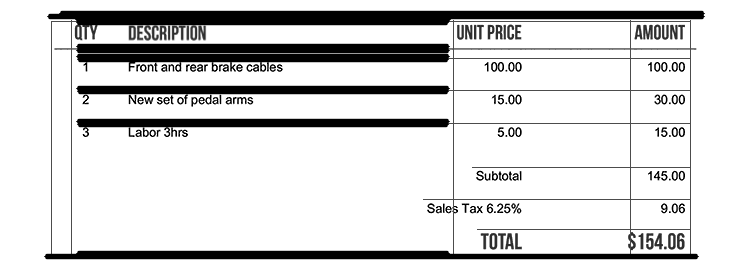 QTY DESCRIPTION UNIT PRICE AMOUNT
1 Front and rear brake cables 100.00 100.00
2 New set of pedal arms 15.00 30.00
3 Labor 3hrs 5.00 15.00
Subtotal 145.00
Sales Tax 6.25% 9.06
TOTAL $154.06